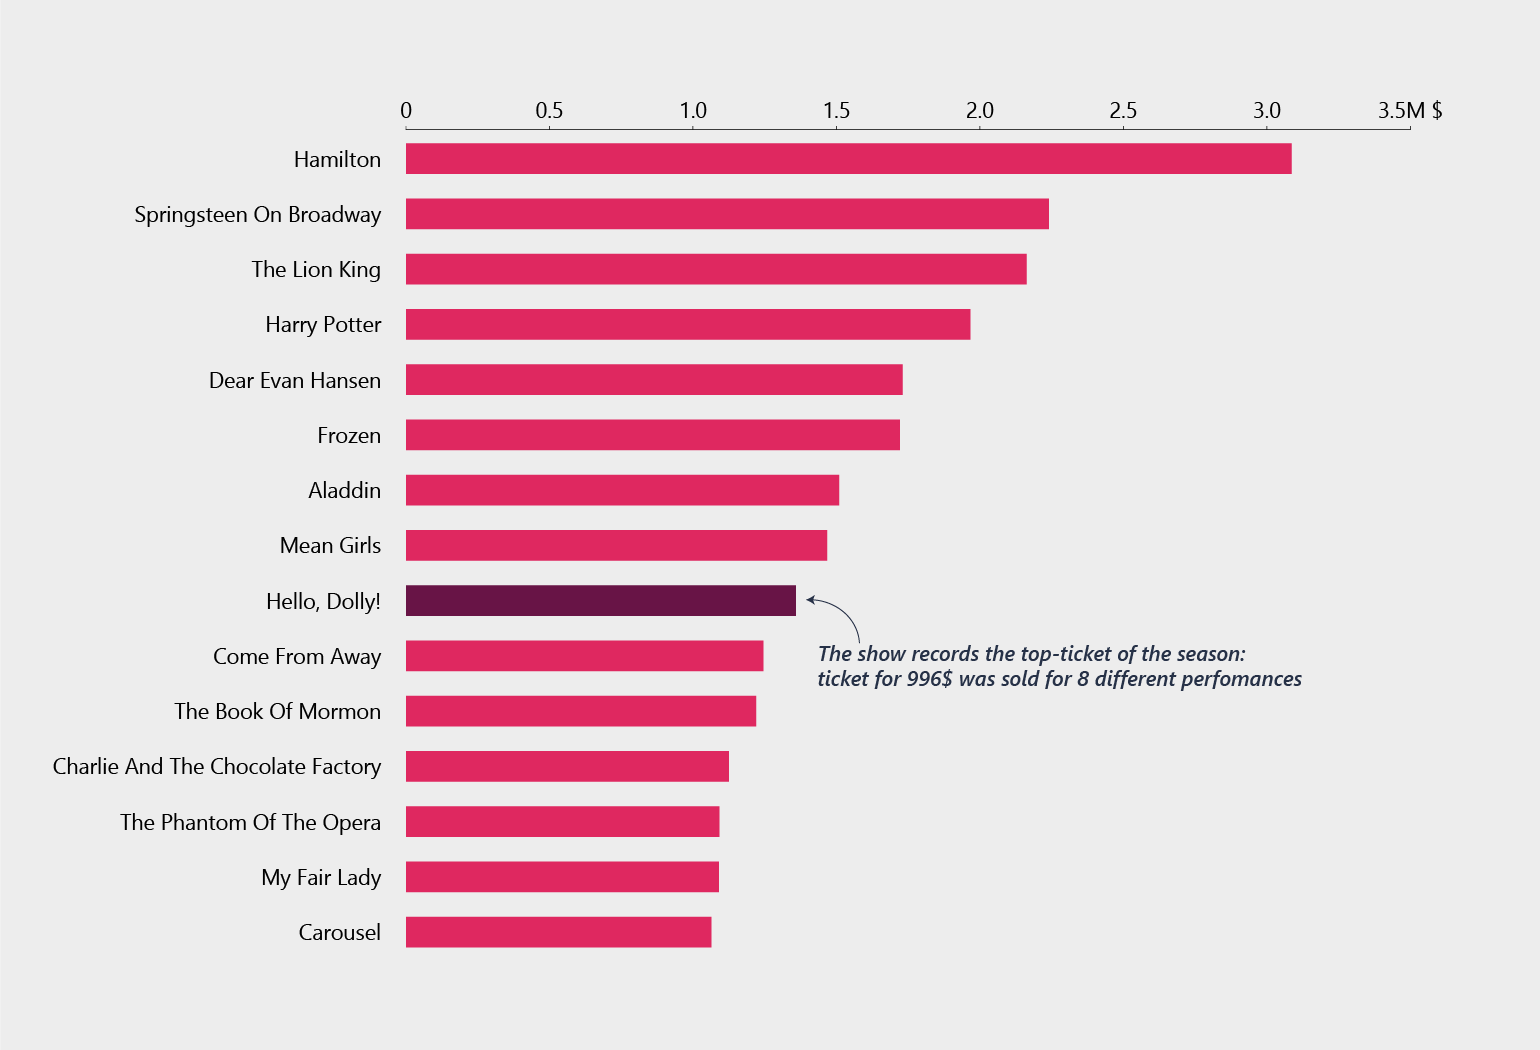 0 0.5 1.0 1.5 2.0 2.5 3.0 3.5M $
Hamilton
Springsteen On Broadway
The Lion King
Harry Potter
Dear Evan Hansen
Frozen
Aladdin
Mean Girls
Hello, Dolly!
The show records the top-ticket of the season:
ticket for 996$ was sold for 8 different perfomances
Come From Away
The Book Of Mormon
Charlie And The Chocolate Factory
The Phantom Of The Opera
My Fair Lady
Carousel